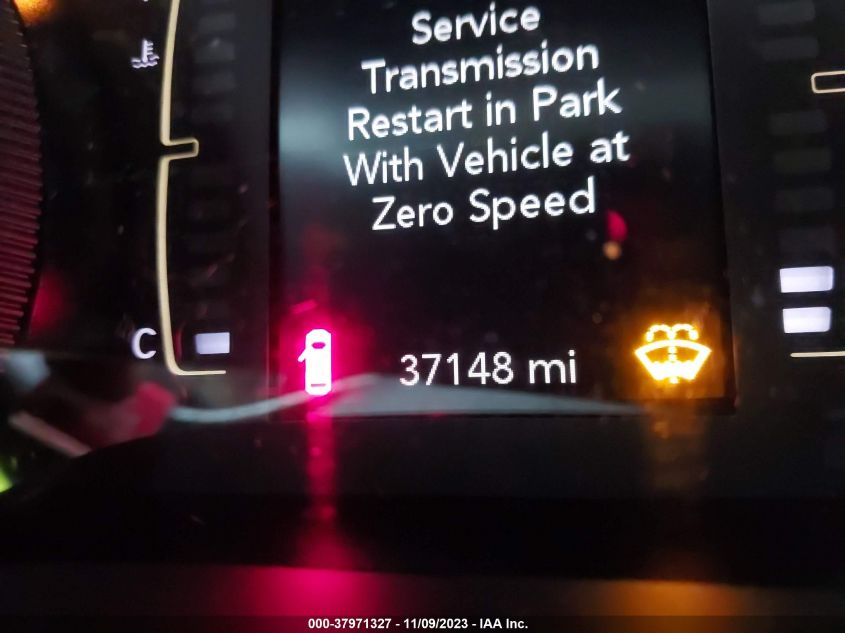 Service
Transmission
Restart in Park
With Vehicle at
Zero Speed
C
37148 mi
000-37971327 - 11/09/2023 - IAA Inc.